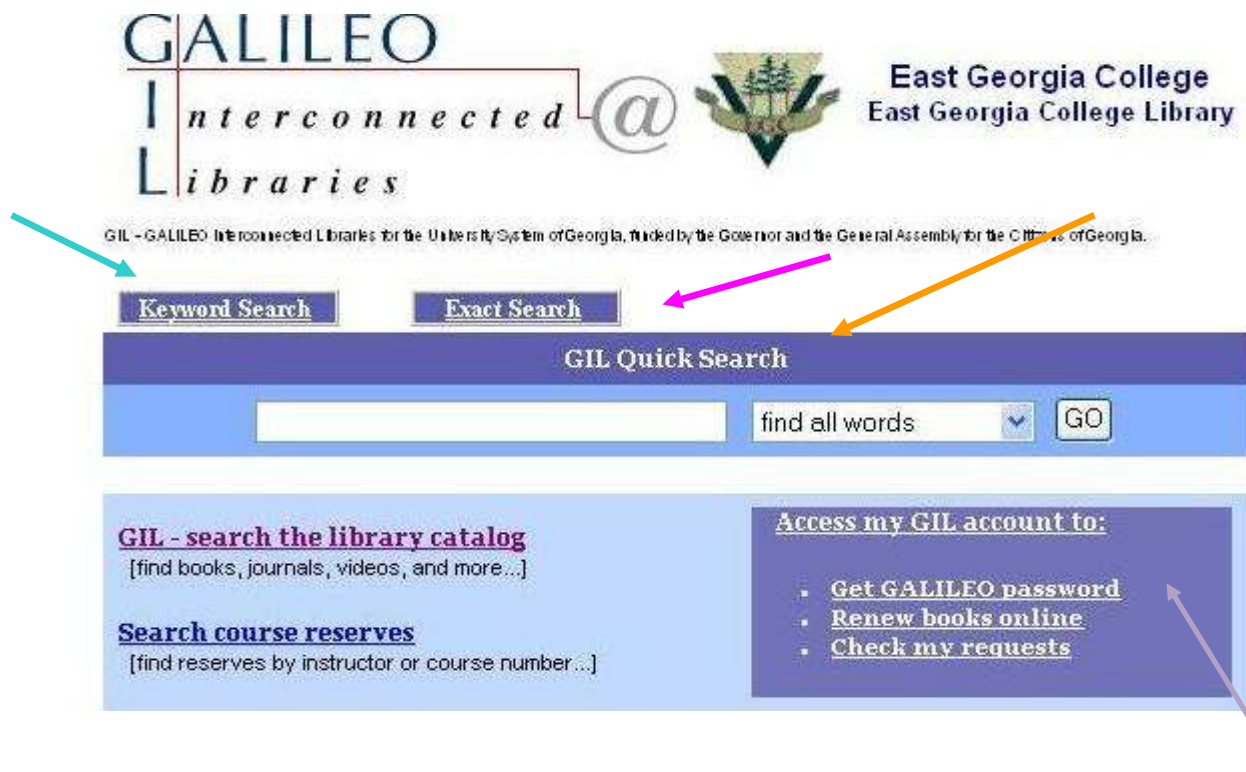 GALILEO
Interconnected @
Libraries
EGC
East Georgia College
East Georgia College Library
GIL - GALILEO Interconnected Libraries for the University System of Georgia, funded by the Governor and the General Assembly for the Citizens of Georgia.
Keyword Search Exact Search
GIL Quick Search
find all words GO
GIL - search the library catalog
[find books, journals, videos, and more...]
Search course reserves
[find reserves by instructor or course number...]
Access my GIL account to:
Get GALILEO password
Renew books online
Check my requests